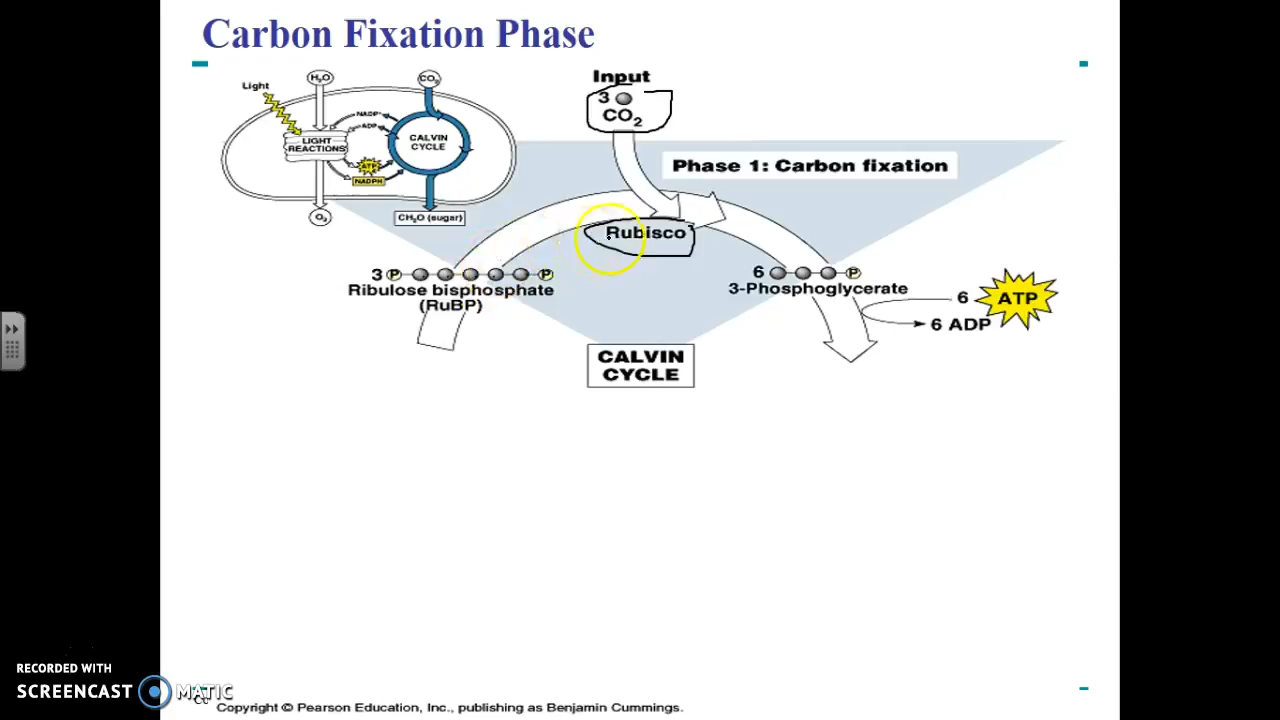 Carbon Fixation Phase
Input
3
CO₂
Light
H₂O
CO₂
NADP⁺
ADP
LIGHT
REACTIONS
CALVIN
CYCLE
ATP
NADPH
O₂
CH₂O (sugar)
Phase 1: Carbon fixation
Rubisco
3 P P
Ribulose bisphosphate
(RuBP)
6 P
3-Phosphoglycerate
6 ATP
6 ADP
CALVIN
CYCLE
RECORDED WITH
SCREENCAST MATIC
Copyright © Pearson Education, Inc., publishing as Benjamin Cummings.